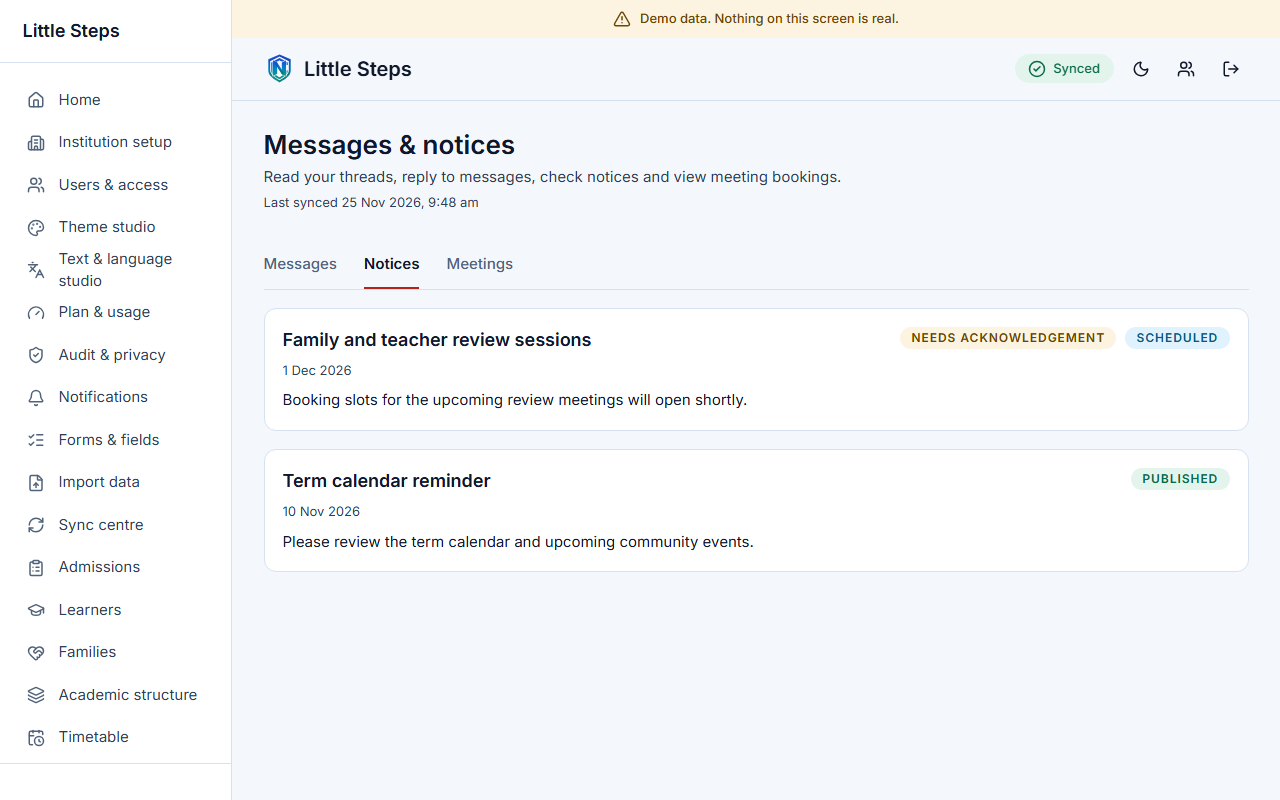 Little Steps
Home
Institution setup
Users & access
Theme studio
Text & language
studio
Plan & usage
Audit & privacy
Notifications
Forms & fields
Import data
Sync centre
Admissions
Learners
Families
Academic structure
Timetable
Demo data. Nothing on this screen is real.
Little Steps
Synced
Messages & notices
Read your threads, reply to messages, check notices and view meeting bookings.
Last synced 25 Nov 2026, 9:48 am
Messages Notices Meetings
Family and teacher review sessions
NEEDS ACKNOWLEDGEMENT SCHEDULED
1 Dec 2026
Booking slots for the upcoming review meetings will open shortly.
Term calendar reminder
PUBLISHED
10 Nov 2026
Please review the term calendar and upcoming community events.